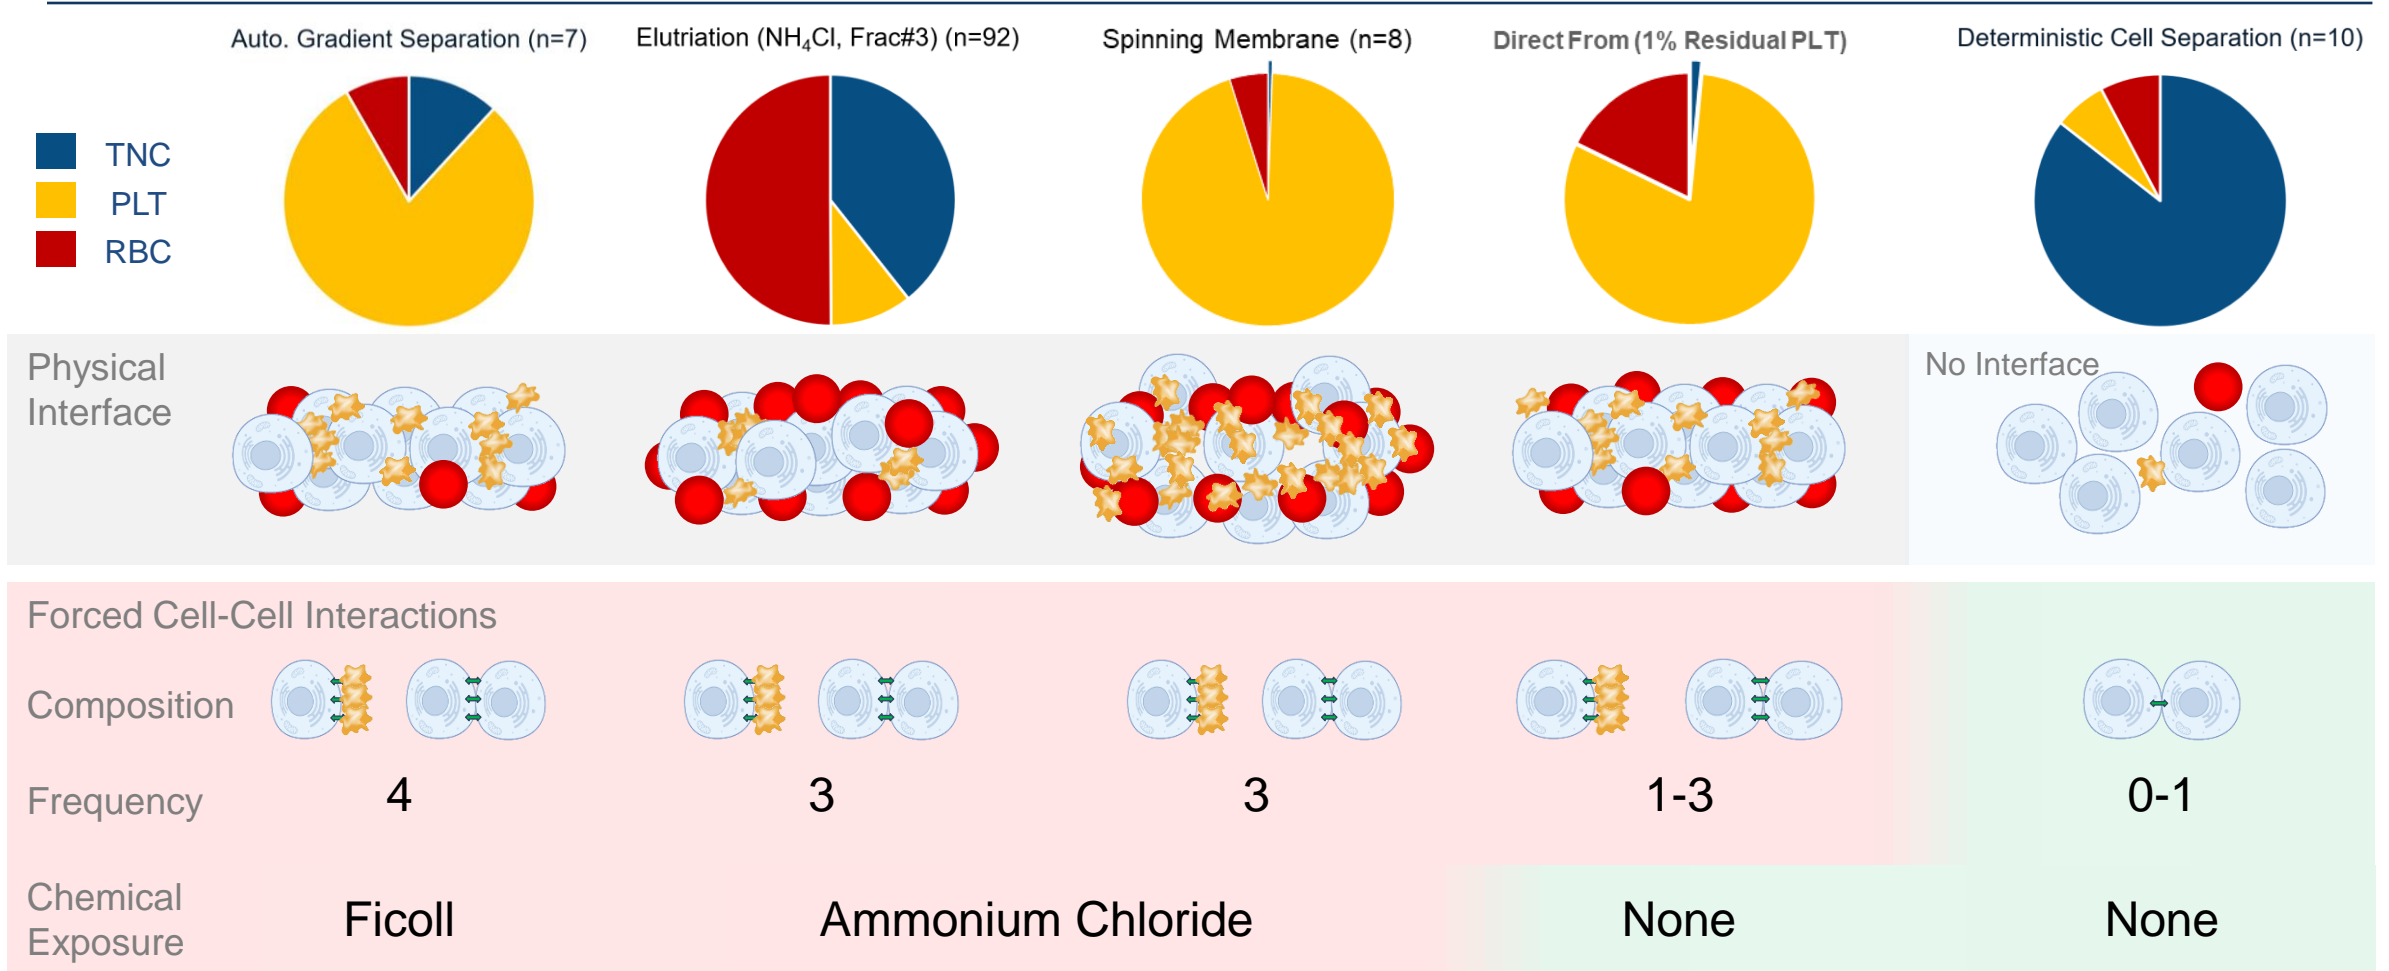 Auto. Gradient Separation (n=7)
Elutriation (NH₄Cl, Frac#3) (n=92)
Spinning Membrane (n=8)
Direct From (1% Residual PLT)
Deterministic Cell Separation (n=10)
TNC
PLT
RBC
Physical
Interface
No Interface
Forced Cell-Cell Interactions
Composition
Frequency
4
3
3
1-3
0-1
Chemical
Exposure
Ficoll
Ammonium Chloride
None
None